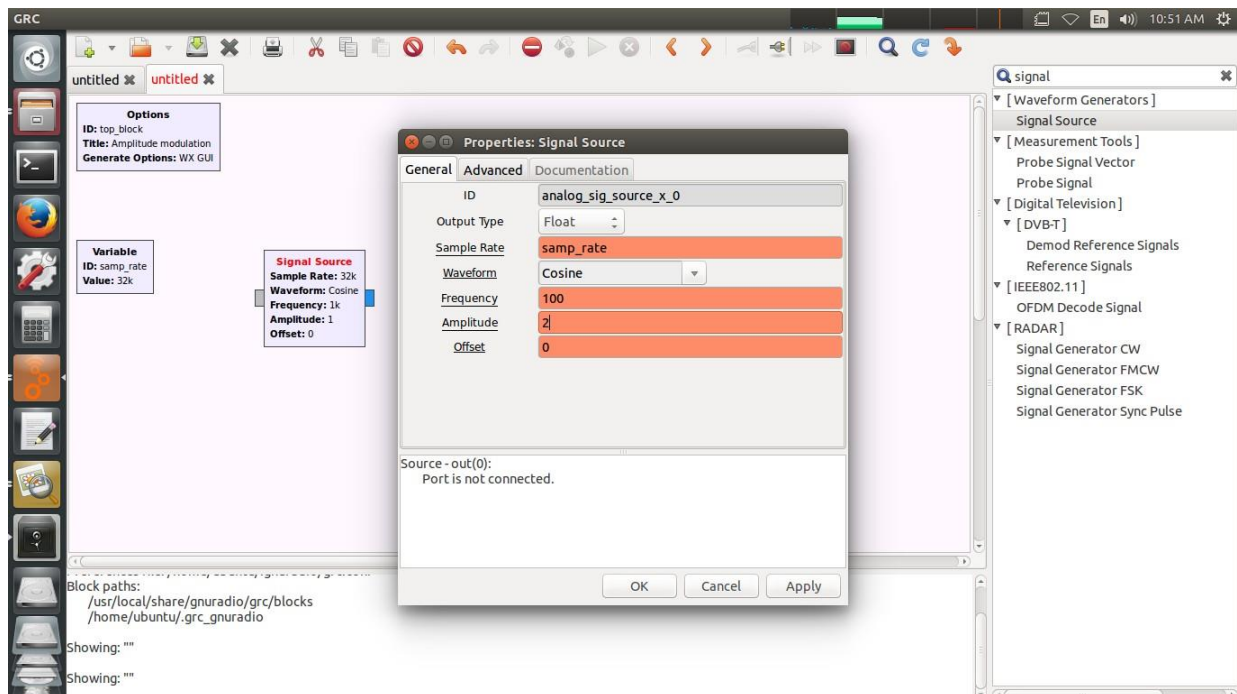 GRC
En
10:51 AM
untitled
untitled
signal
Options
ID: top_block
Title: Amplitude modulation
Generate Options: WX GUI
Variable
ID: samp_rate
Value: 32k
Signal Source
Sample Rate: 32k
Waveform: Cosine
Frequency: 1k
Amplitude: 1
Offset: 0
Properties: Signal Source
General Advanced Documentation
ID analog_sig_source_x_0
Output Type Float
Sample Rate samp_rate
Waveform Cosine
Frequency 100
Amplitude 2
Offset 0
Source - out(0):
Port is not connected.
OK Cancel Apply
[ Waveform Generators ]
Signal Source
[ Measurement Tools ]
Probe Signal Vector
Probe Signal
[ Digital Television ]
[ DVB-T ]
Demod Reference Signals
Reference Signals
[ IEEE802.11 ]
OFDM Decode Signal
[ RADAR ]
Signal Generator CW
Signal Generator FMCW
Signal Generator FSK
Signal Generator Sync Pulse
Block paths:
/usr/local/share/gnuradio/grc/blocks
/home/ubuntu/.grc_gnuradio
Showing: ""
Showing: ""